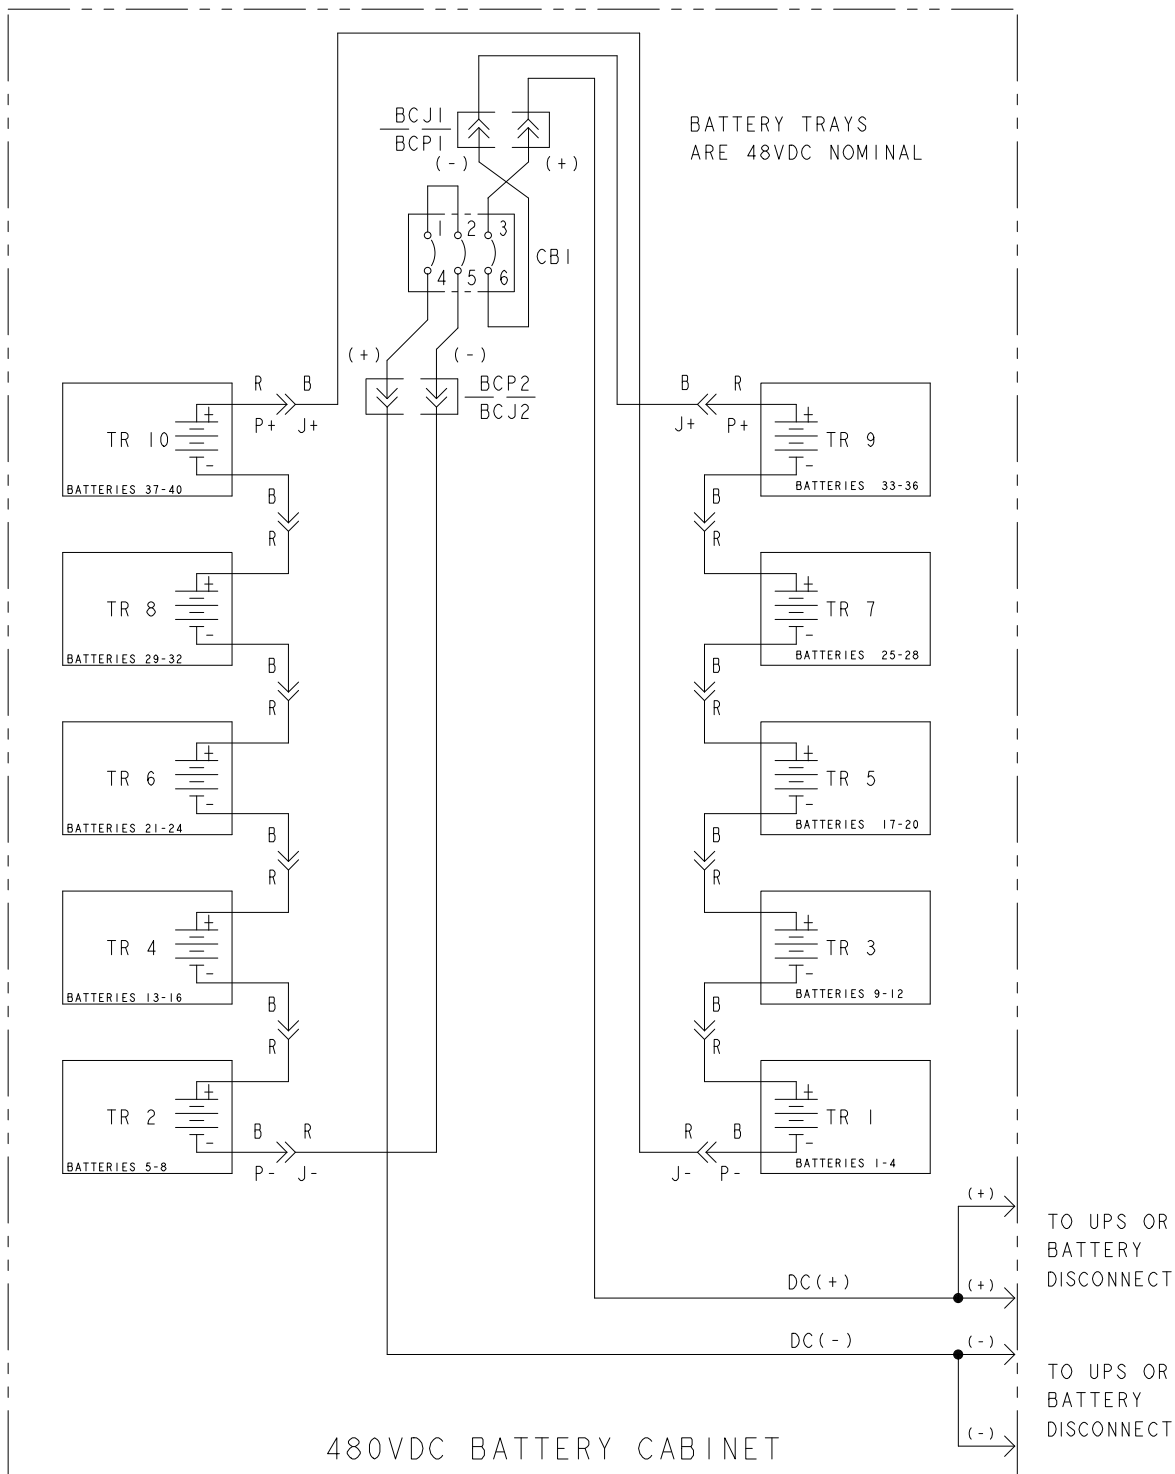 BCJ1
BCP1
(-) (+)
BATTERY TRAYS
ARE 48VDC NOMINAL
1 2 3
4 5 6
CB1
(+) (-)
BCP2
BCJ2
R B
P+ J+
TR 10
+
-
BATTERIES 37-40
B
R
TR 8
+
-
BATTERIES 29-32
B
R
TR 6
+
-
BATTERIES 21-24
B
R
TR 4
+
-
BATTERIES 13-16
B
R
TR 2
+
-
BATTERIES 5-8
B R
P- J-
B R
J+ P+
+
TR 9
-
BATTERIES 33-36
B
R
+
TR 7
-
BATTERIES 25-28
B
R
+
TR 5
-
BATTERIES 17-20
B
R
+
TR 3
-
BATTERIES 9-12
B
R
+
TR 1
-
BATTERIES 1-4
R B
J- P-
(+)
TO UPS OR
BATTERY
DISCONNECT
DC(+) (+)
DC(-) (-)
TO UPS OR
BATTERY
DISCONNECT
(-)
480VDC BATTERY CABINET